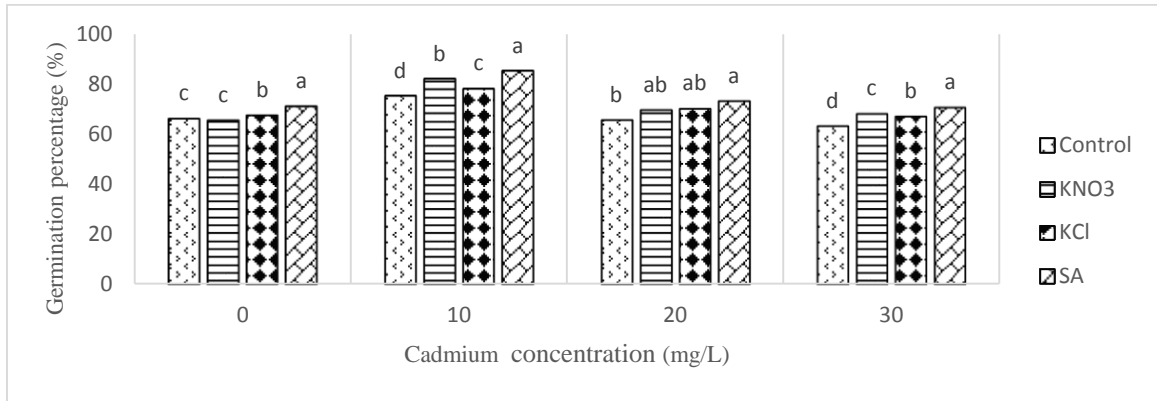 Germination percentage (%)
100
80
60
40
20
0
c c b a
d b c a
b ab ab a
d c b a
0 10 20 30
Cadmium concentration (mg/L)
Control
KNO3
KCl
SA